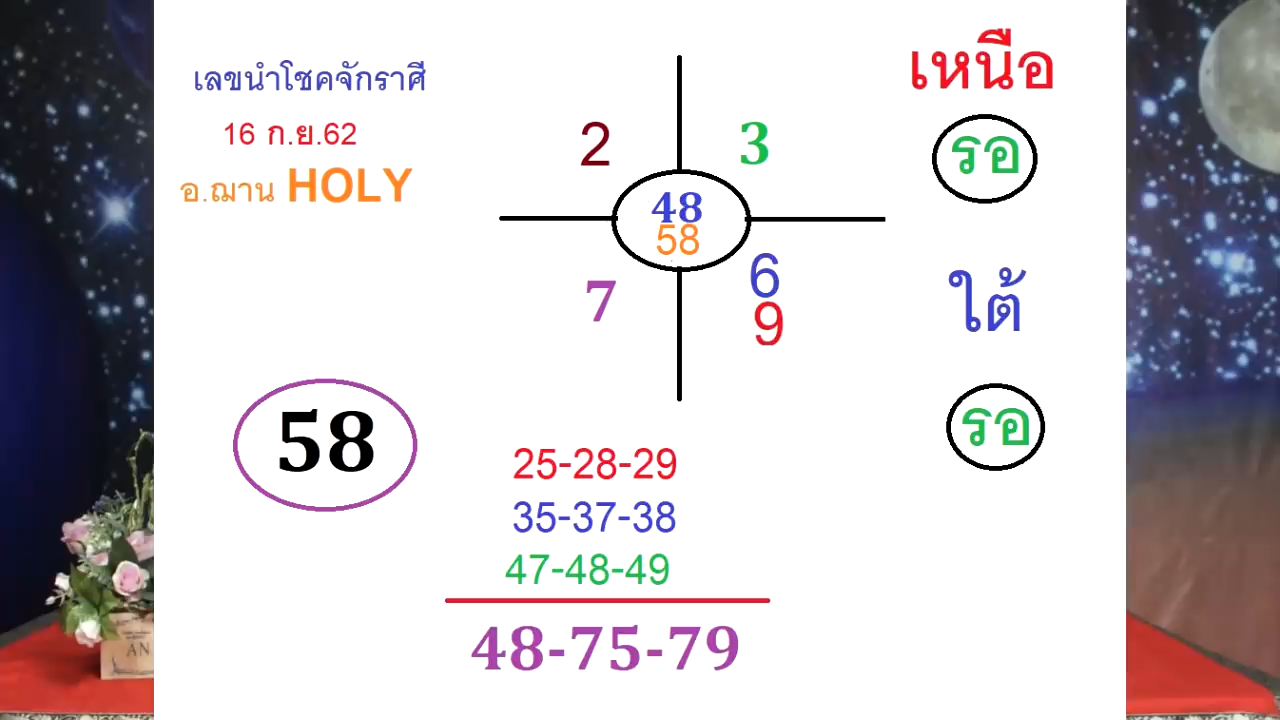 เลขนำโชคจักราศี
16 ก.ย.62
อ.ฌาน HOLY
2
3
48
58
7
6
9
เหนือ
รอ
ใต้
รอ
58
25-28-29
35-37-38
47-48-49
48-75-79
AN